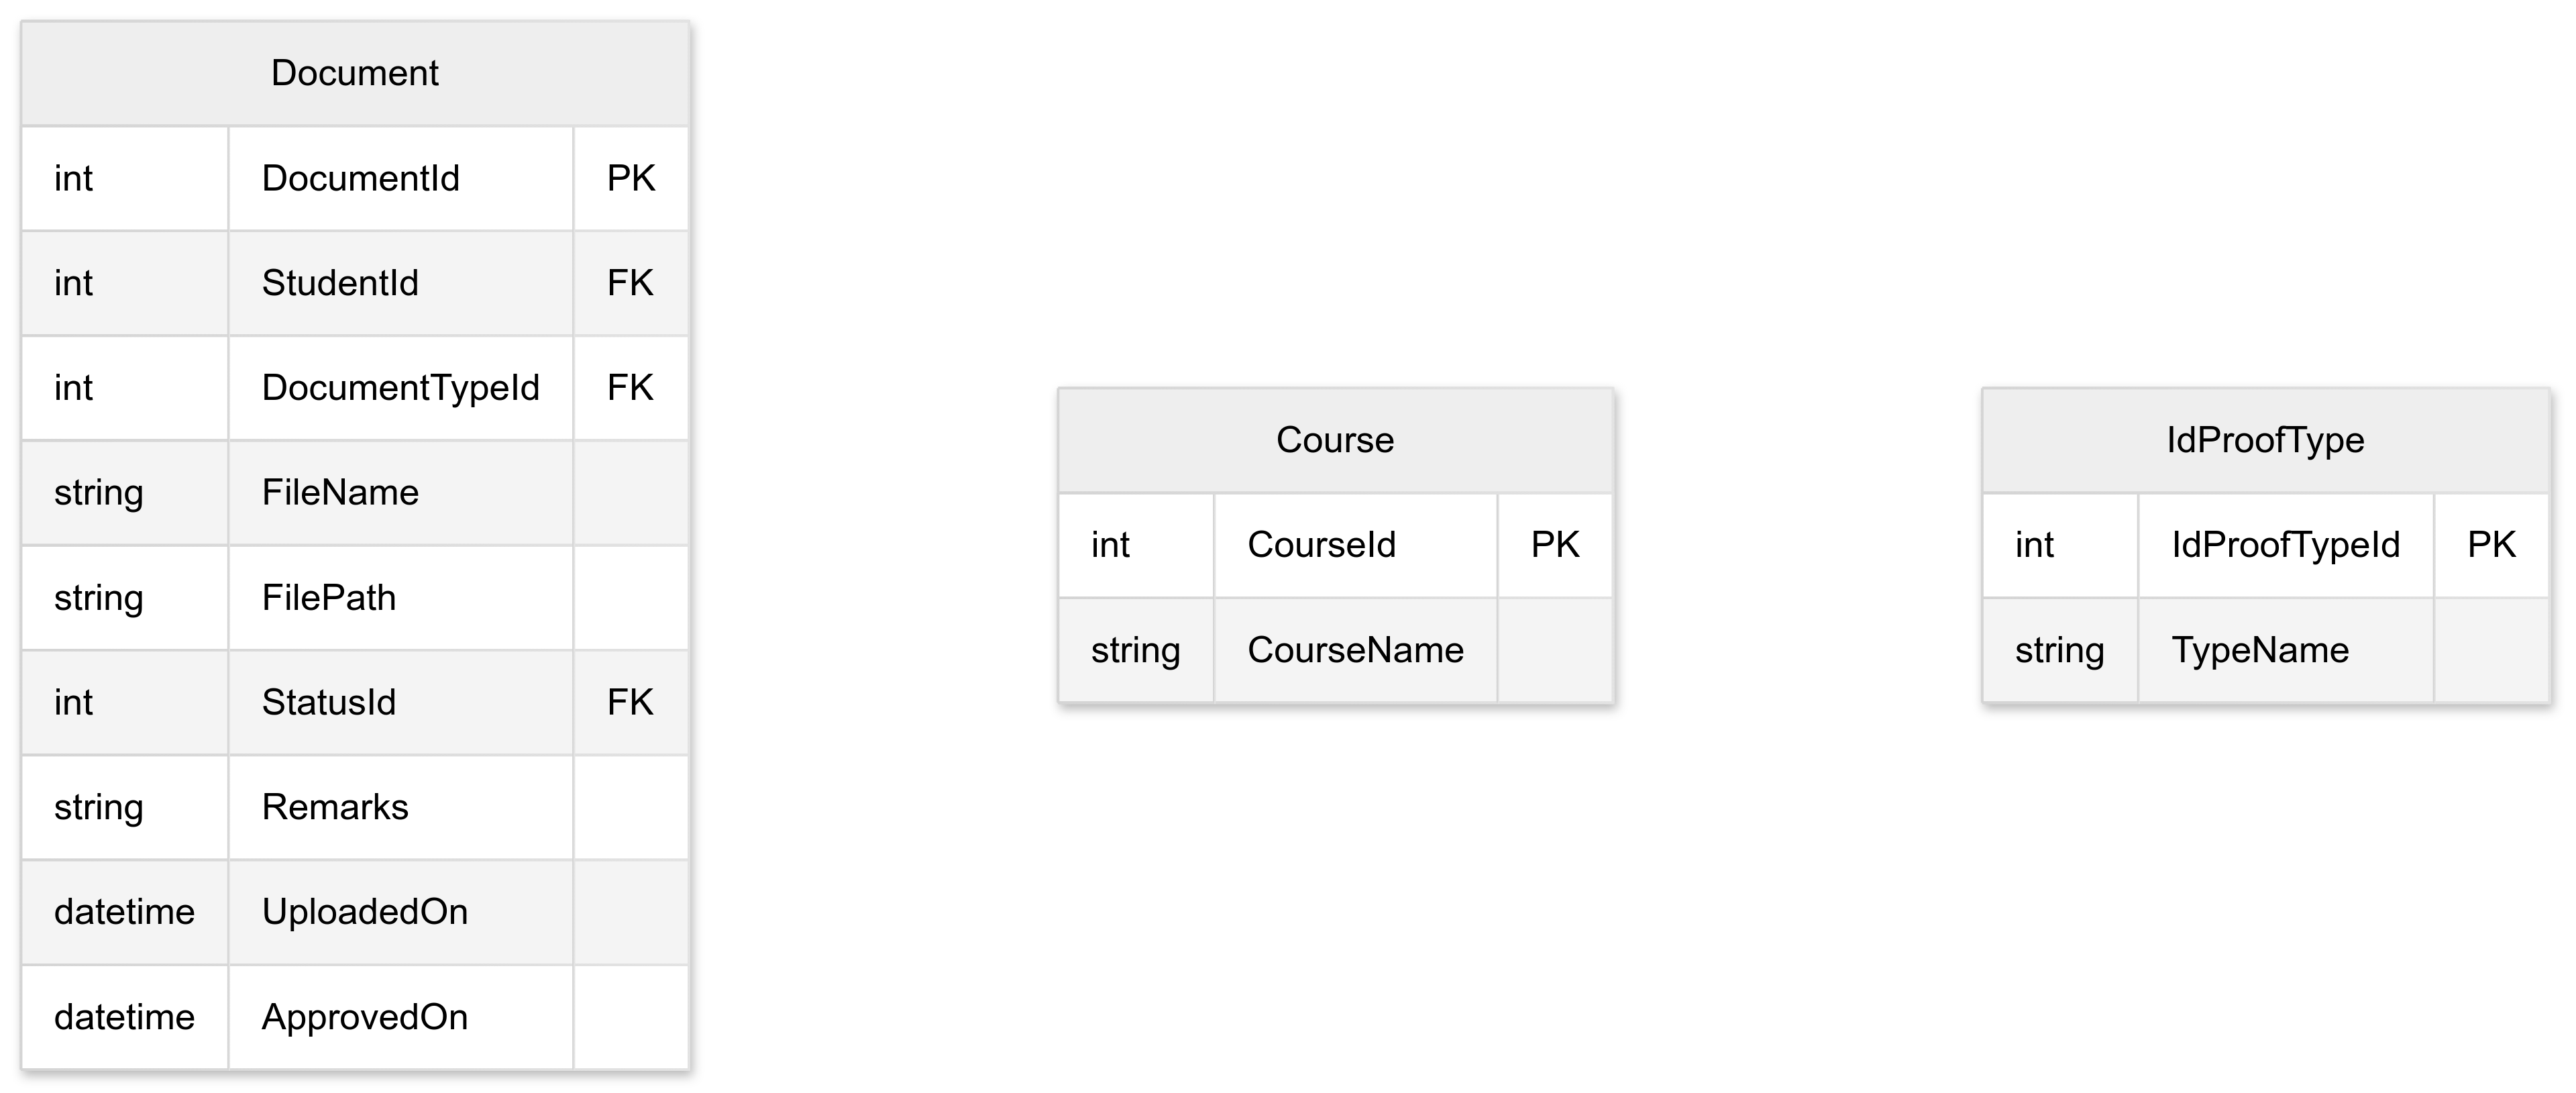 Document
int DocumentId PK
int StudentId FK
int DocumentTypeId FK
string FileName
string FilePath
int StatusId FK
string Remarks
datetime UploadedOn
datetime ApprovedOn
Course
int CourseId PK
string CourseName
IdProofType
int IdProofTypeId PK
string TypeName